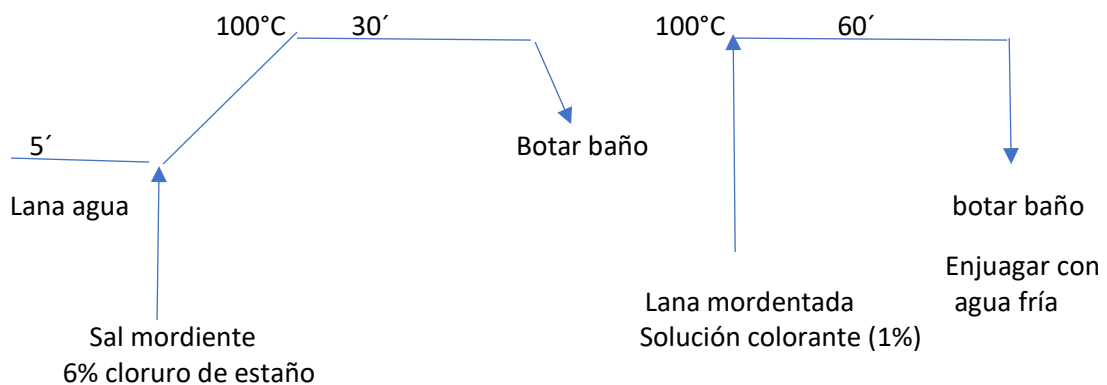 100°C 30´
5´
Botar baño
Lana agua
Sal mordiente
6% cloruro de estaño
100°C 60´
botar baño
Enjuagar con
agua fría
Lana mordentada
Solución colorante (1%)